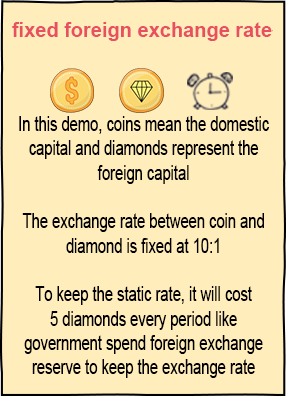 fixed foreign exchange rate
$
In this demo, coins mean the domestic
capital and diamonds represent the
foreign capital
The exchange rate between coin and
diamond is fixed at 10:1
To keep the static rate, it will cost
5 diamonds every period like
government spend foreign exchange
reserve to keep the exchange rate